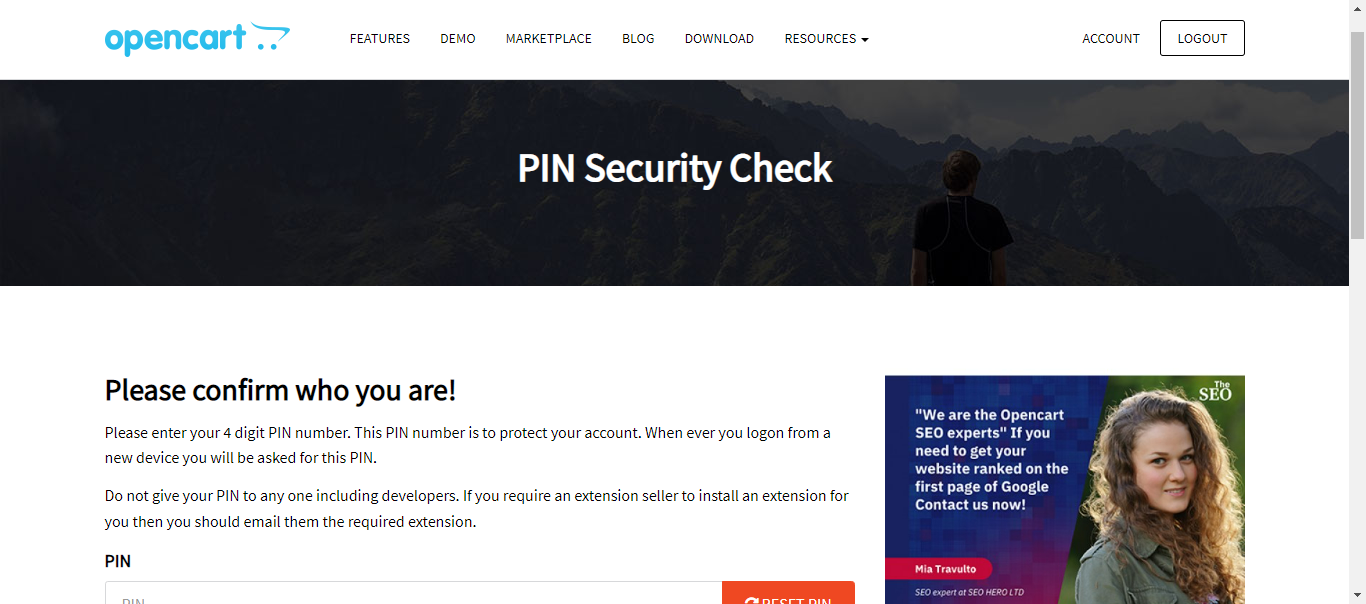 opencart
FEATURES
DEMO
MARKETPLACE
BLOG
DOWNLOAD
RESOURCES
ACCOUNT
LOGOUT
PIN Security Check
Please confirm who you are!
Please enter your 4 digit PIN number. This PIN number is to protect your account. When ever you logon from a
new device you will be asked for this PIN.
Do not give your PIN to any one including developers. If you require an extension seller to install an extension for
you then you should email them the required extension.
PIN
PIN
RESET PIN
The
SEO
"We are the Opencart
SEO experts" If you
need to get your
website ranked on the
first page of Google
Contact us now!
Mia Travulto
SEO expert at SEO HERO LTD